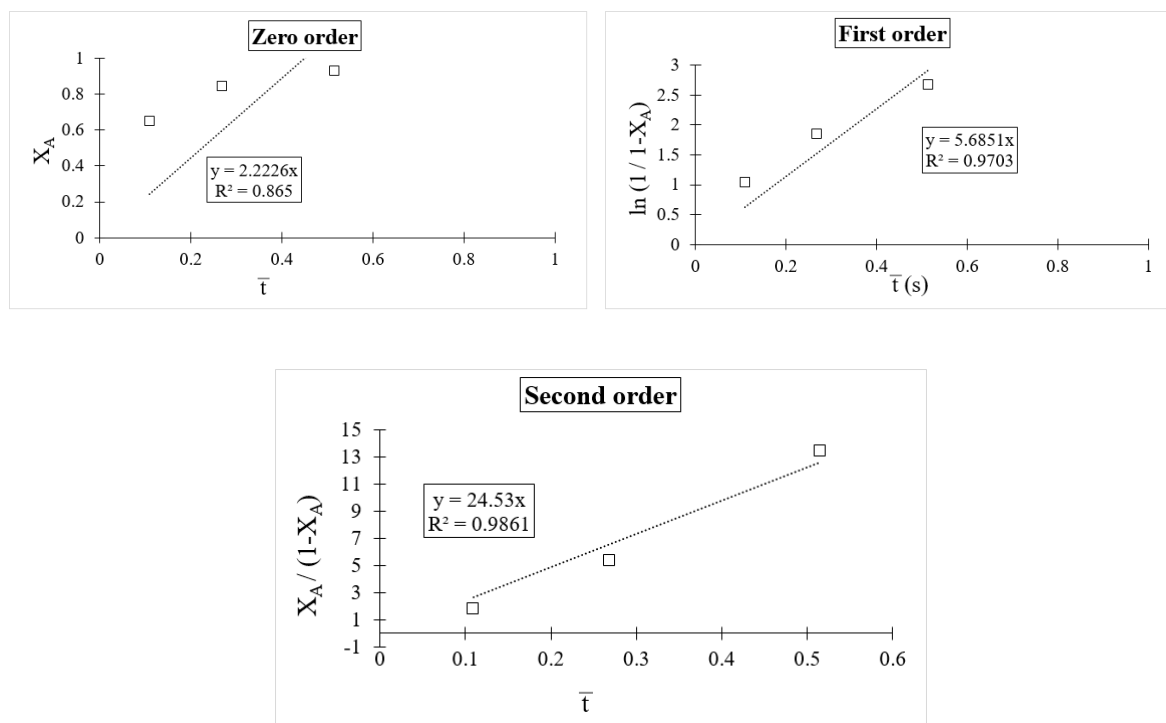 Zero order
1
0.8
0.6
0.4
0.2
0
X_A
y = 2.2226x
R² = 0.865
0 0.2 0.4 0.6 0.8 1
t̅
First order
3
2.5
2
1.5
1
0.5
0
ln (1 / 1-X_A)
y = 5.6851x
R² = 0.9703
0 0.2 0.4 0.6 0.8 1
t̅ (s)
Second order
15
13
11
9
7
5
3
1
-1
X_A / (1-X_A)
y = 24.53x
R² = 0.9861
0 0.1 0.2 0.3 0.4 0.5 0.6
t̅